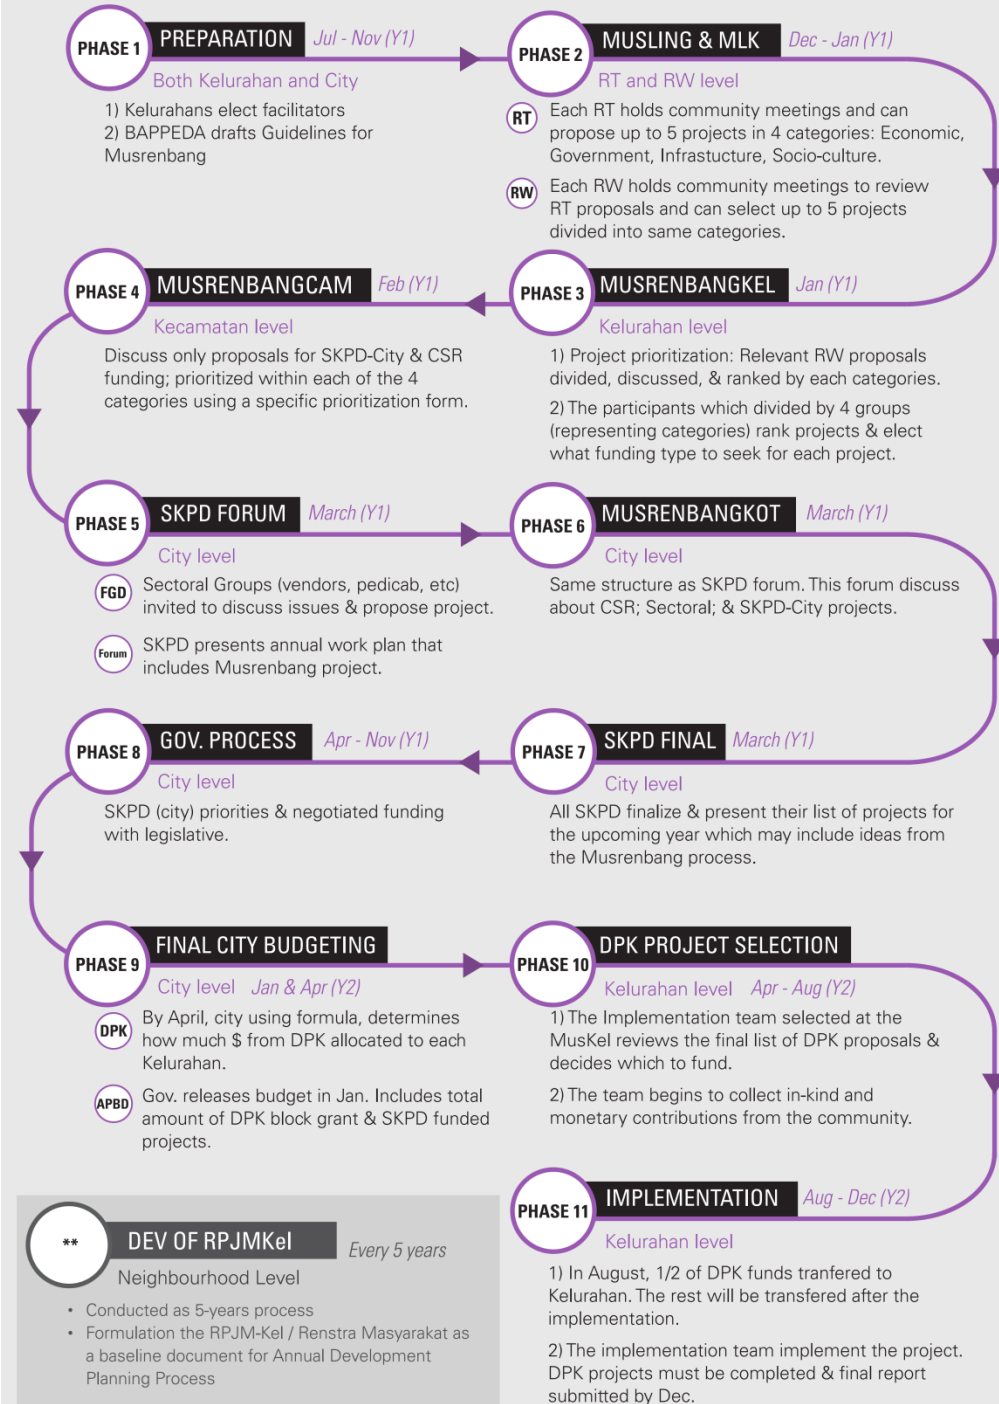 PHASE 1
PREPARATION
Jul - Nov (Y1)
Both Kelurahan and City
1) Kelurahans elect facilitators
2) BAPPEDA drafts Guidelines for
Musrenbang
PHASE 2
MUSLING & MLK
Dec - Jan (Y1)
RT and RW level
RT
Each RT holds community meetings and can
propose up to 5 projects in 4 categories: Economic,
Government, Infrastucture, Socio-culture.
RW
Each RW holds community meetings to review
RT proposals and can select up to 5 projects
divided into same categories.
PHASE 3
MUSRENBANGKEL
Jan (Y1)
Kelurahan level
1) Project prioritization: Relevant RW proposals
divided, discussed, & ranked by each categories.
2) The participants which divided by 4 groups
(representing categories) rank projects & elect
what funding type to seek for each project.
PHASE 4
MUSRENBANGCAM
Feb (Y1)
Kecamatan level
Discuss only proposals for SKPD-City & CSR
funding; prioritized within each of the 4
categories using a specific prioritization form.
PHASE 5
SKPD FORUM
March (Y1)
City level
FGD
Sectoral Groups (vendors, pedicab, etc)
invited to discuss issues & propose project.
Forum
SKPD presents annual work plan that
includes Musrenbang project.
PHASE 6
MUSRENBANGKOT
March (Y1)
City level
Same structure as SKPD forum. This forum discuss
about CSR; Sectoral; & SKPD-City projects.
PHASE 7
SKPD FINAL
March (Y1)
City level
All SKPD finalize & present their list of projects for
the upcoming year which may include ideas from
the Musrenbang process.
PHASE 8
GOV. PROCESS
Apr - Nov (Y1)
City level
SKPD (city) priorities & negotiated funding
with legislative.
PHASE 9
FINAL CITY BUDGETING
City level Jan & Apr (Y2)
DPK
By April, city using formula, determines
how much $ from DPK allocated to each
Kelurahan.
APBD
Gov. releases budget in Jan. Includes total
amount of DPK block grant & SKPD funded
projects.
PHASE 10
DPK PROJECT SELECTION
Kelurahan level Apr - Aug (Y2)
1) The Implementation team selected at the
MusKel reviews the final list of DPK proposals &
decides which to fund.
2) The team begins to collect in-kind and
monetary contributions from the community.
PHASE 11
IMPLEMENTATION
Aug - Dec (Y2)
Kelurahan level
1) In August, 1/2 of DPK funds tranfered to
Kelurahan. The rest will be transfered after the
implementation.
2) The implementation team implement the project.
DPK projects must be completed & final report
submitted by Dec.
**
DEV OF RPJMKel
Every 5 years
Neighbourhood Level
• Conducted as 5-years process
• Formulation the RPJM-Kel / Renstra Masyarakat as
a baseline document for Annual Development
Planning Process